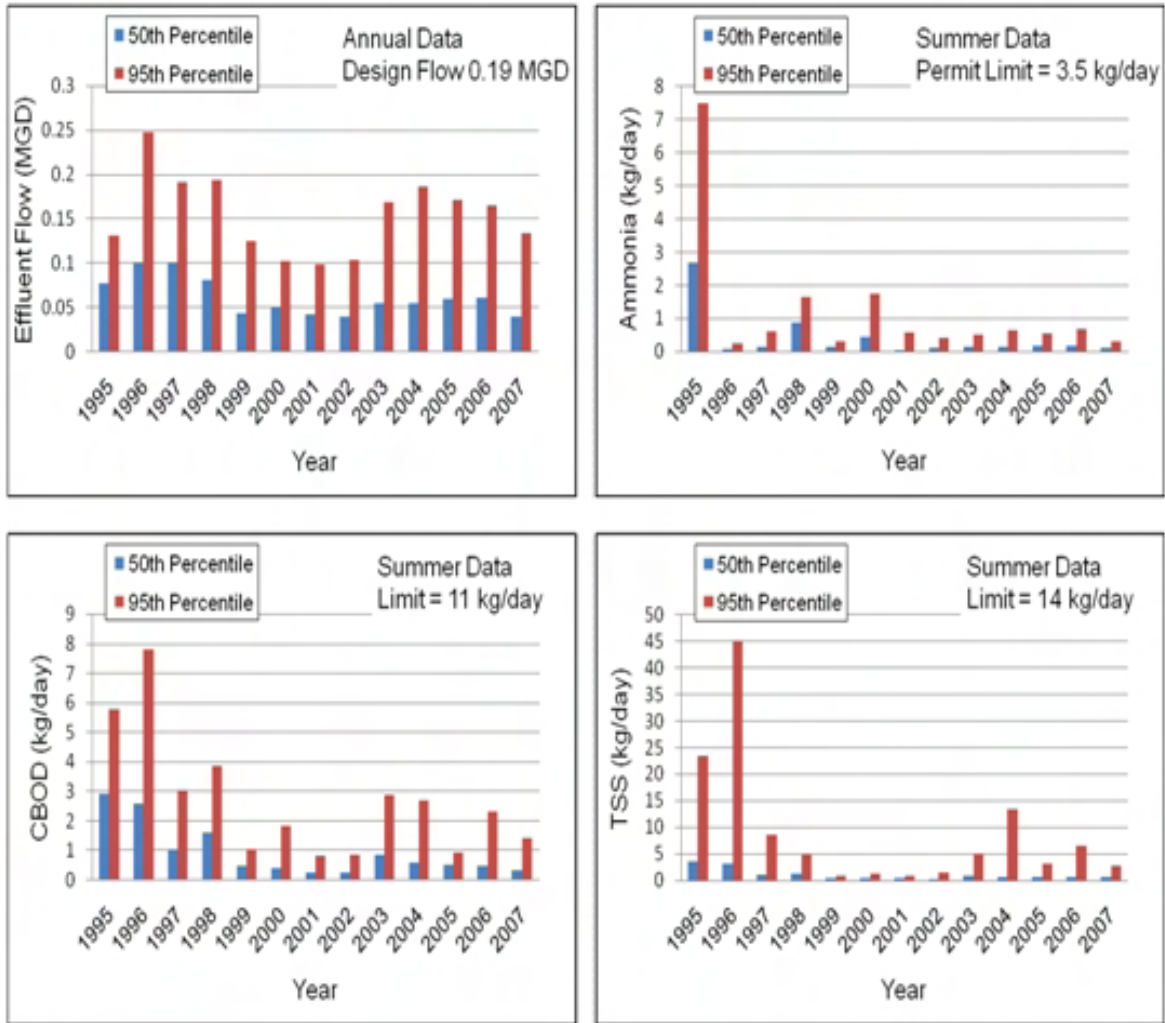 50th Percentile
95th Percentile
Annual Data
Design Flow 0.19 MGD
Effluent Flow (MGD)
0.3
0.25
0.2
0.15
0.1
0.05
0
1995 1996 1997 1998 1999 2000 2001 2002 2003 2004 2005 2006 2007
Year
50th Percentile
95th Percentile
Summer Data
Permit Limit = 3.5 kg/day
Ammonia (kg/day)
8
7
6
5
4
3
2
1
0
1995 1996 1997 1998 1999 2000 2001 2002 2003 2004 2005 2006 2007
Year
50th Percentile
95th Percentile
Summer Data
Limit = 11 kg/day
CBOD (kg/day)
9
8
7
6
5
4
3
2
1
0
1995 1996 1997 1998 1999 2000 2001 2002 2003 2004 2005 2006 2007
Year
50th Percentile
95th Percentile
Summer Data
Limit = 14 kg/day
TSS (kg/day)
50
45
40
35
30
25
20
15
10
5
0
1995 1996 1997 1998 1999 2000 2001 2002 2003 2004 2005 2006 2007
Year